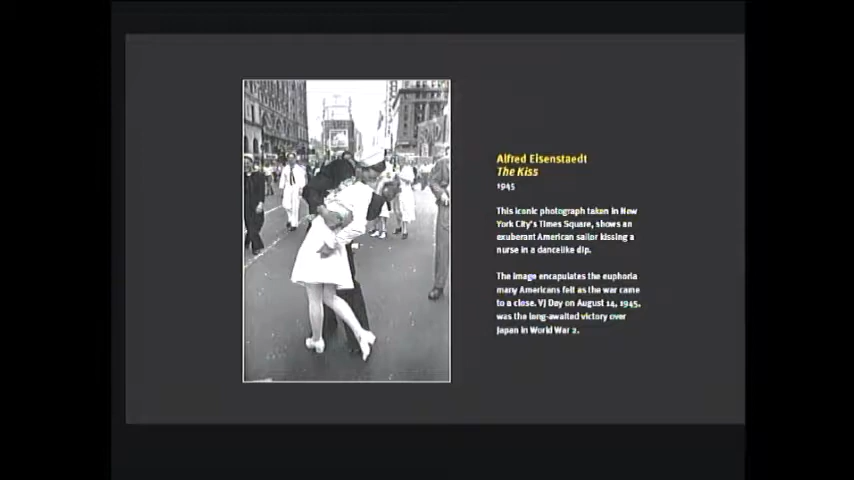 Alfred Eisenstaedt
The Kiss
1945
This iconic photograph taken in New
York City's Times Square, shows an
exuberant American sailor kissing a
nurse in a dancelike dip.
The image encapulates the euphoria
many Americans felt as the war came
to a close. VJ Day on August 14, 1945,
was the long-awaited victory over
Japan in World War 2.